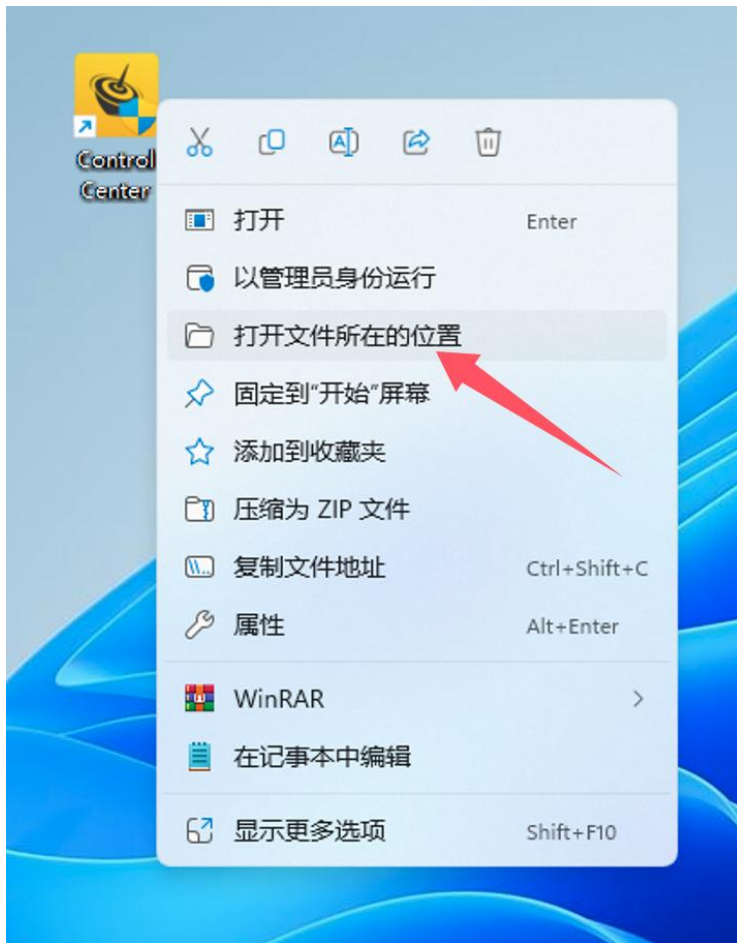 Control
Center
打开 Enter
以管理员身份运行
打开文件所在的位置
固定到"开始"屏幕
添加到收藏夹
压缩为 ZIP 文件
复制文件地址 Ctrl+Shift+C
属性 Alt+Enter
WinRAR
在记事本中编辑
显示更多选项 Shift+F10